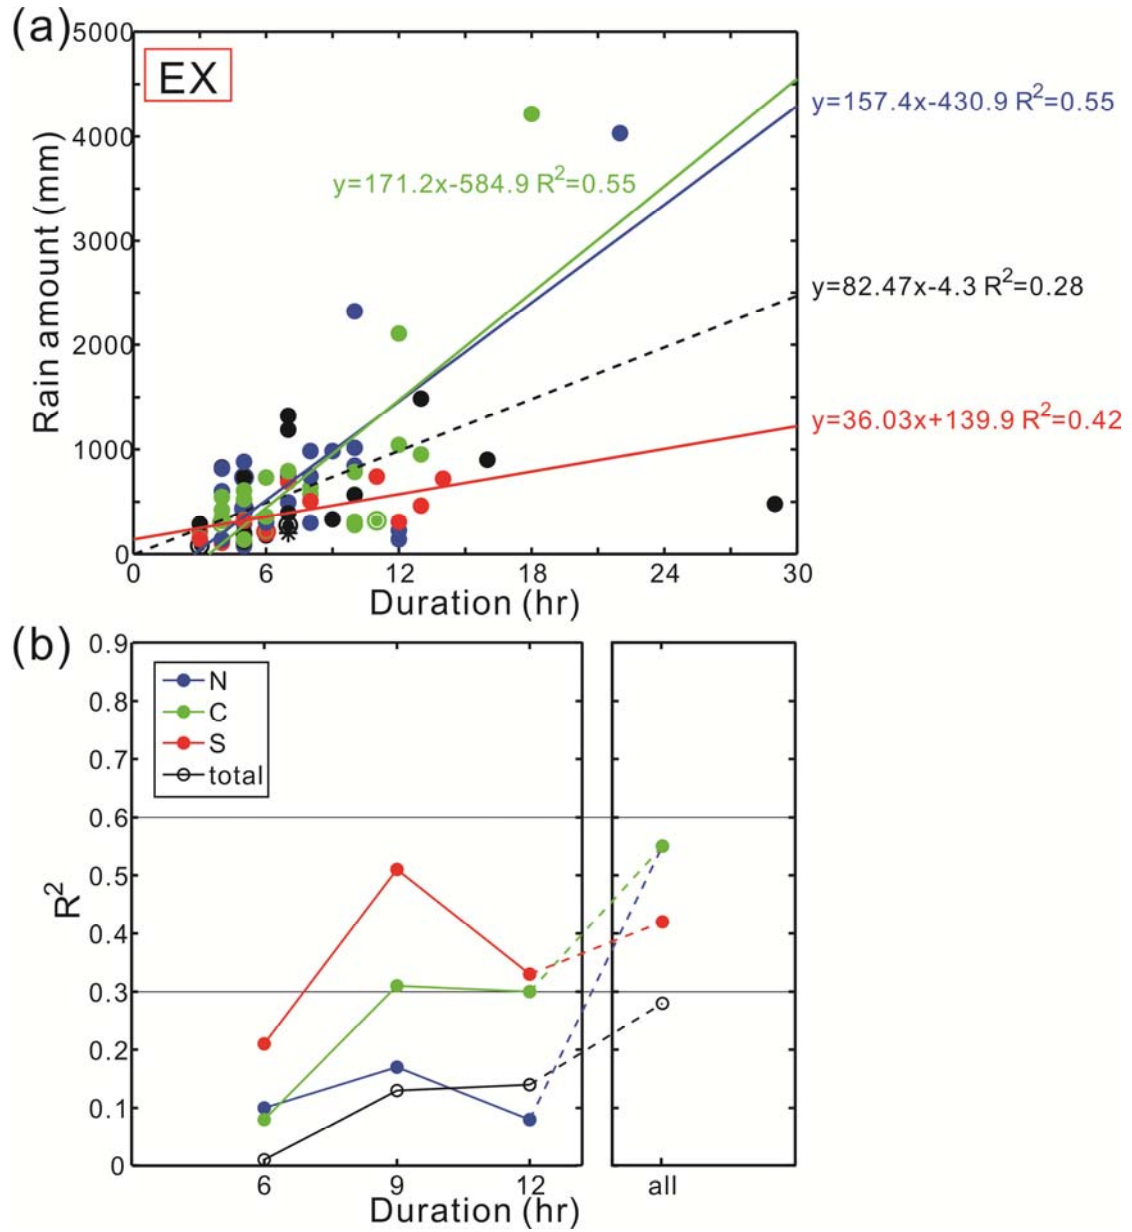 (a)
EX
5000
4000
3000
2000
1000
0
Rain amount (mm)
y=157.4x-430.9 R²=0.55
y=171.2x-584.9 R²=0.55
y=82.47x-4.3 R²=0.28
y=36.03x+139.9 R²=0.42
0 6 12 18 24 30
Duration (hr)
(b)
0.9
0.8
0.7
0.6
0.5
0.4
0.3
0.2
0.1
0
R²
N
C
S
total
6 9 12 all
Duration (hr)